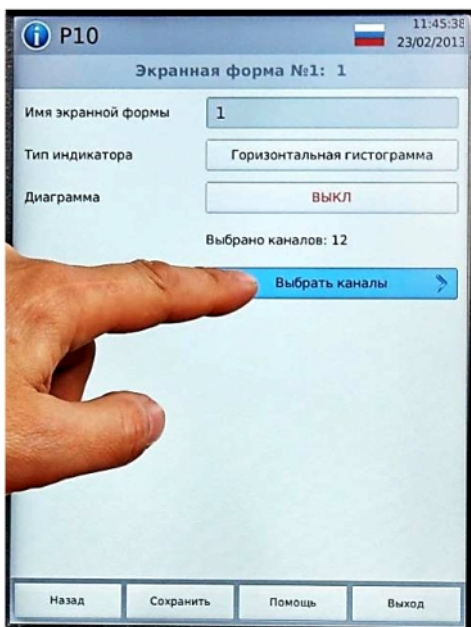 P10
11:45:38
23/02/2013
Экранная форма №1: 1
Имя экранной формы 1
Тип индикатора Горизонтальная гистограмма
Диаграмма ВЫКЛ
Выбрано каналов: 12
Выбрать каналы
Назад Сохранить Помощь Выход